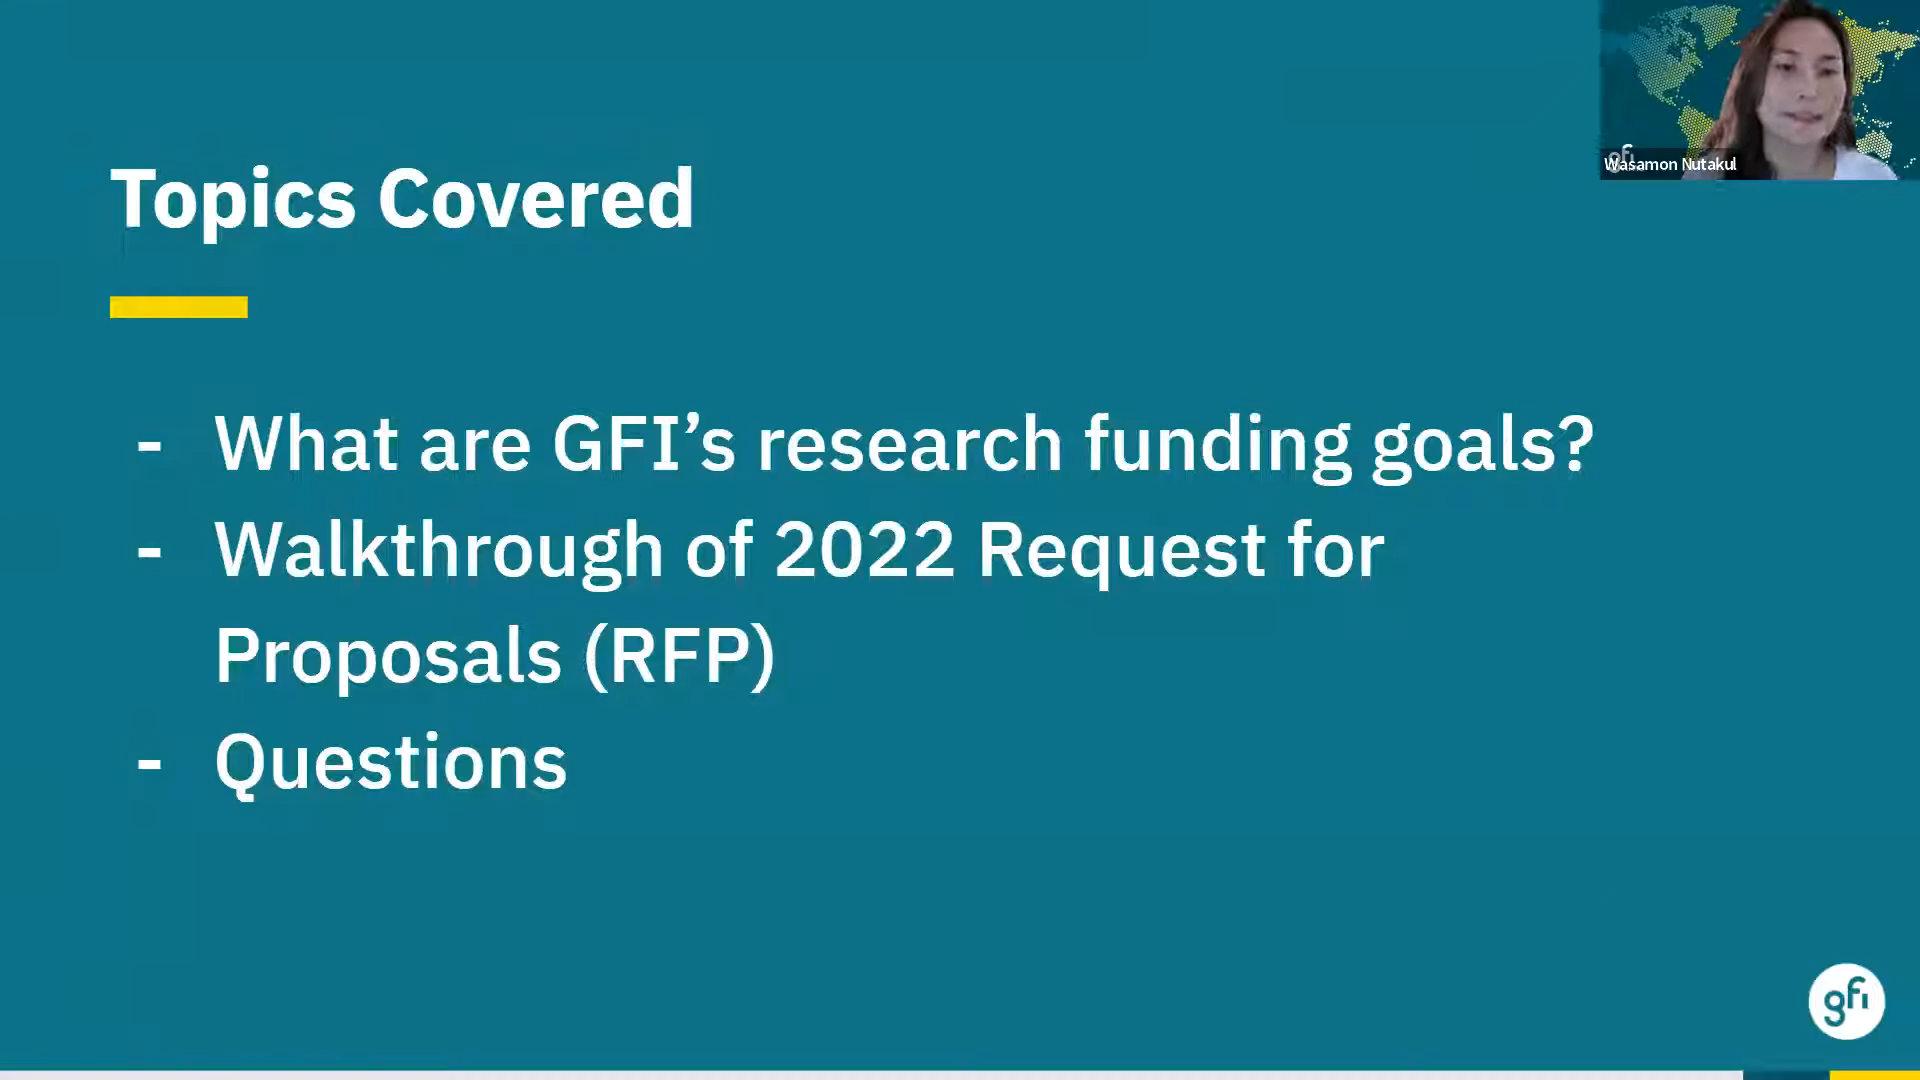 Topics Covered
- What are GFI’s research funding goals?
- Walkthrough of 2022 Request for
Proposals (RFP)
- Questions
gfi
Wasamon Nutakul
gfi